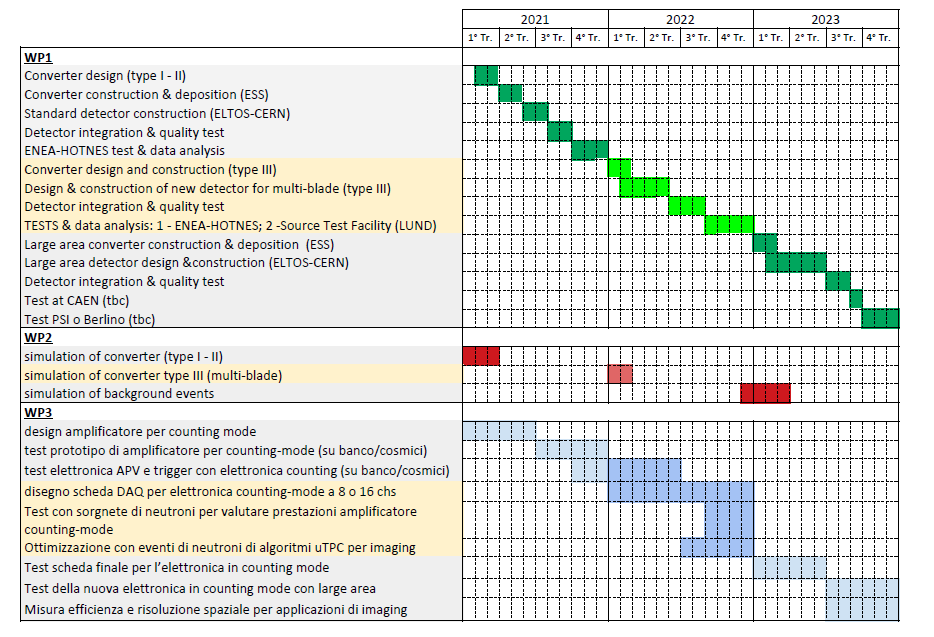 2021 2022 2023
1° Tr. 2° Tr. 3° Tr. 4° Tr. 1° Tr. 2° Tr. 3° Tr. 4° Tr. 1° Tr. 2° Tr. 3° Tr. 4° Tr.
WP1
Converter design (type I - II)
Converter construction & deposition (ESS)
Standard detector construction (ELTOS-CERN)
Detector integration & quality test
ENEA-HOTNES test & data analysis
Converter design and construction (type III)
Design & construction of new detector for multi-blade (type III)
Detector integration & quality test
TESTS & data analysis: 1 - ENEA-HOTNES; 2 -Source Test Facility (LUND)
Large area converter construction & deposition (ESS)
Large area detector design &construction (ELTOS-CERN)
Detector integration & quality test
Test at CAEN (tbc)
Test PSI o Berlino (tbc)
WP2
simulation of converter (type I - II)
simulation of converter type III (multi-blade)
simulation of background events
WP3
design amplificatore per counting mode
test prototipo di amplificatore per counting-mode (su banco/cosmici)
test elettronica APV e trigger con elettronica counting (su banco/cosmici)
disegno scheda DAQ per elettronica counting-mode a 8 o 16 chs
Test con sorgnete di neutroni per valutare prestazioni amplificatore
counting-mode
Ottimizzazione con eventi di neutroni di algoritmi uTPC per imaging
Test scheda finale per l'elettronica in counting mode
Test della nuova elettronica in counting mode con large area
Misura efficienza e risoluzione spaziale per applicazioni di imaging